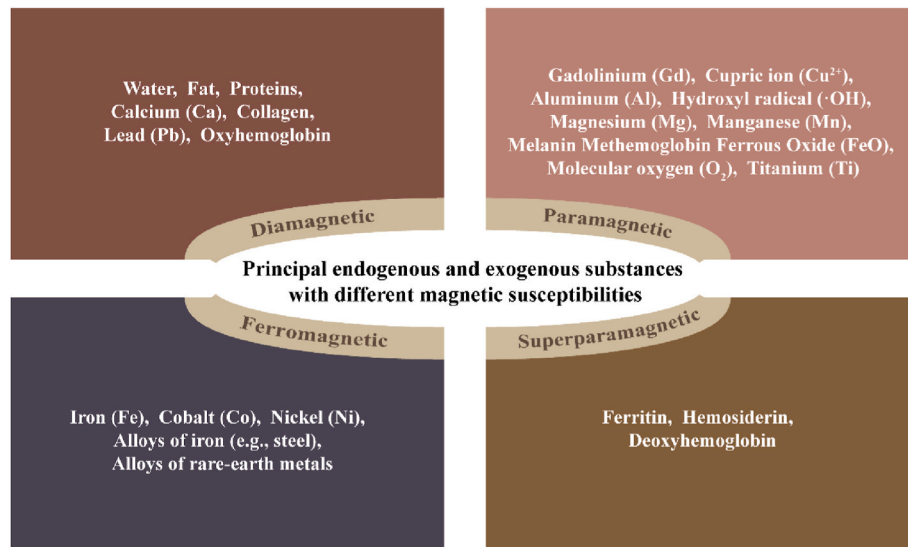 Water, Fat, Proteins,
Calcium (Ca), Collagen,
Lead (Pb), Oxyhemoglobin
Diamagnetic
Gadolinium (Gd), Cupric ion (Cu²⁺),
Aluminum (Al), Hydroxyl radical (·OH),
Magnesium (Mg), Manganese (Mn),
Melanin Methemoglobin Ferrous Oxide (FeO),
Molecular oxygen (O₂), Titanium (Ti)
Paramagnetic
Principal endogenous and exogenous substances
with different magnetic susceptibilities
Ferromagnetic
Iron (Fe), Cobalt (Co), Nickel (Ni),
Alloys of iron (e.g., steel),
Alloys of rare-earth metals
Superparamagnetic
Ferritin, Hemosiderin,
Deoxyhemoglobin